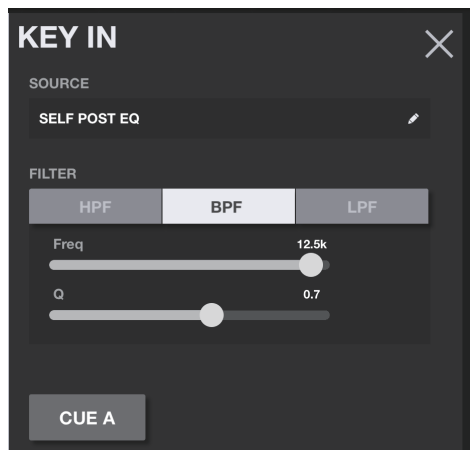 KEY IN
SOURCE
SELF POST EQ
FILTER
HPF BPF LPF
Freq 12.5k
Q 0.7
CUE A